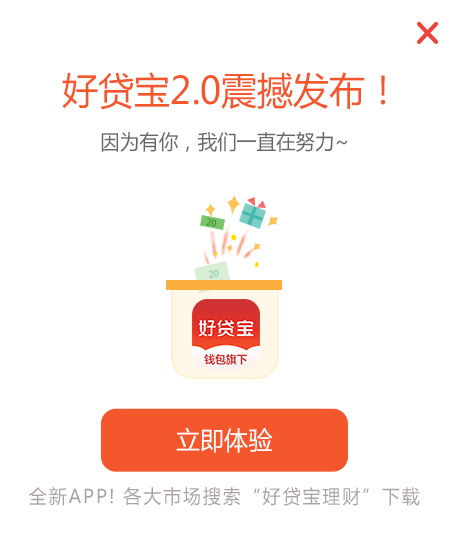 好贷宝2.0震撼发布！
因为有你，我们一直在努力~
20
20
好贷宝
钱包旗下
立即体验
全新APP! 各大市场搜索“好贷宝理财”下载